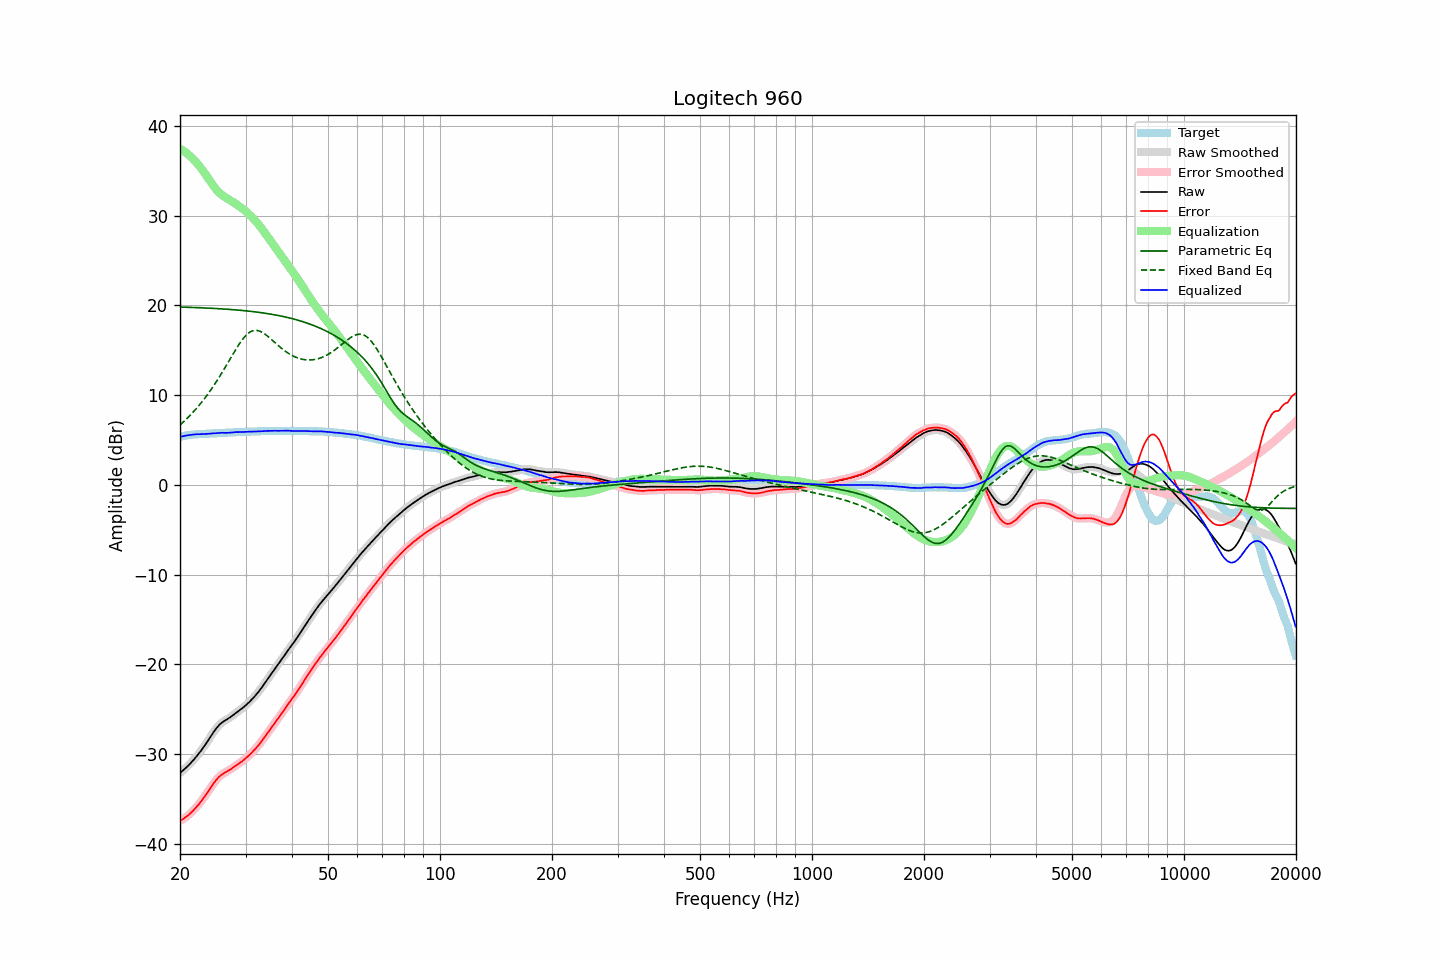 Logitech 960
Amplitude (dBr)
40
30
20
10
0
−10
−20
−30
−40
Target
Raw Smoothed
Error Smoothed
Raw
Error
Equalization
Parametric Eq
Fixed Band Eq
Equalized
20 50 100 200 500 1000 2000 5000 10000 20000
Frequency (Hz)